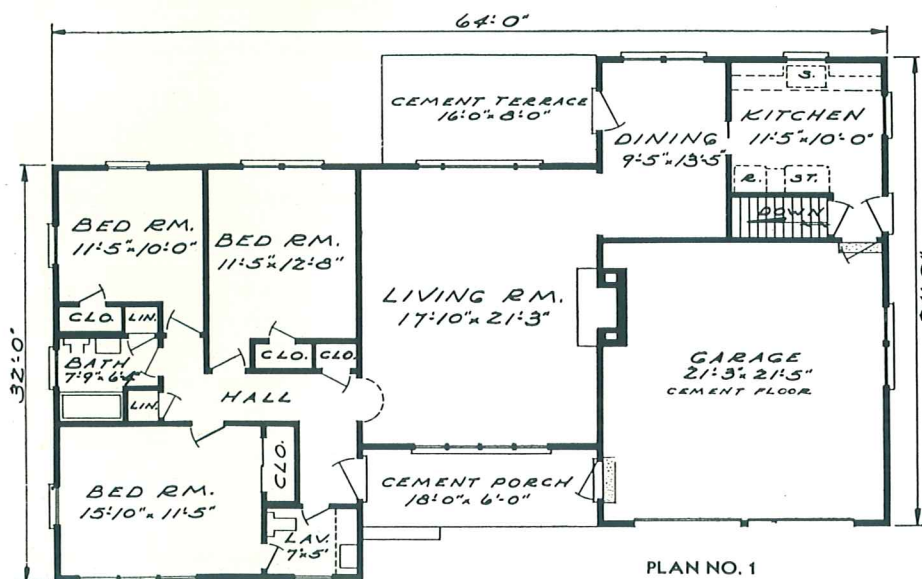 64'-0"
CEMENT TERRACE
16'-0" x 8'-0"
DINING
9'-5" x 13'-5"
S.
KITCHEN
11'-5" x 10'-0"
R. ST.
DOWN
BED RM.
11'-5" x 10'-0"
BED RM.
11'-5" x 12'-8"
LIVING RM.
17'-10" x 21'-3"
GARAGE
21'-3" x 21'-5"
CEMENT FLOOR
32'-0"
CLO. LIN.
BATH
CLO. CLO.
LIN.
HALL
CLO.
BED RM.
15'-10" x 11'-5"
LAV.
7' x 5'
CEMENT PORCH
18'-0" x 6'-0"
PLAN NO. 1